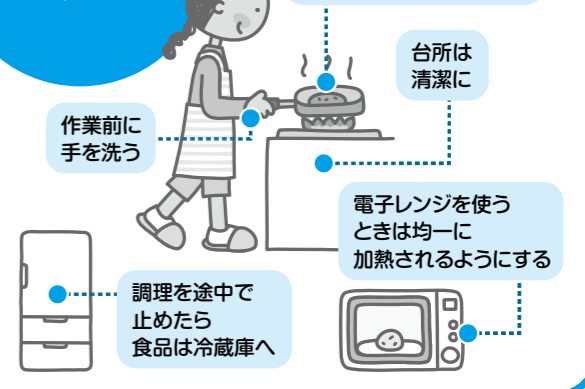 台所は
清潔に
作業前に
手を洗う
電子レンジを使う
ときは均一に
加熱されるようにする
調理を途中で
止めたら
食品は冷蔵庫へ